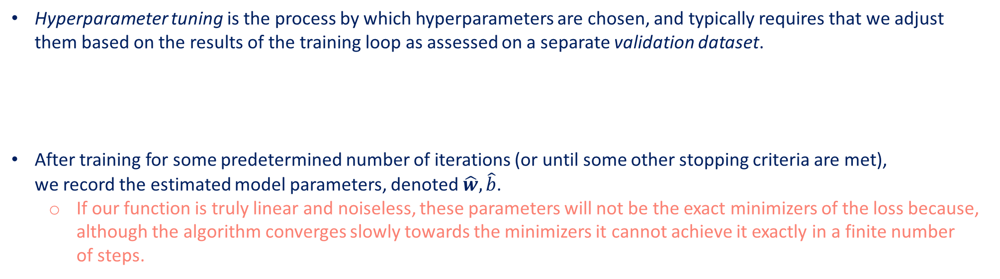 • Hyperparameter tuning is the process by which hyperparameters are chosen, and typically requires that we adjust
them based on the results of the training loop as assessed on a separate validation dataset.
• After training for some predetermined number of iterations (or until some other stopping criteria are met),
we record the estimated model parameters, denoted ŵ, b̂.
○ If our function is truly linear and noiseless, these parameters will not be the exact minimizers of the loss because,
although the algorithm converges slowly towards the minimizers it cannot achieve it exactly in a finite number
of steps.